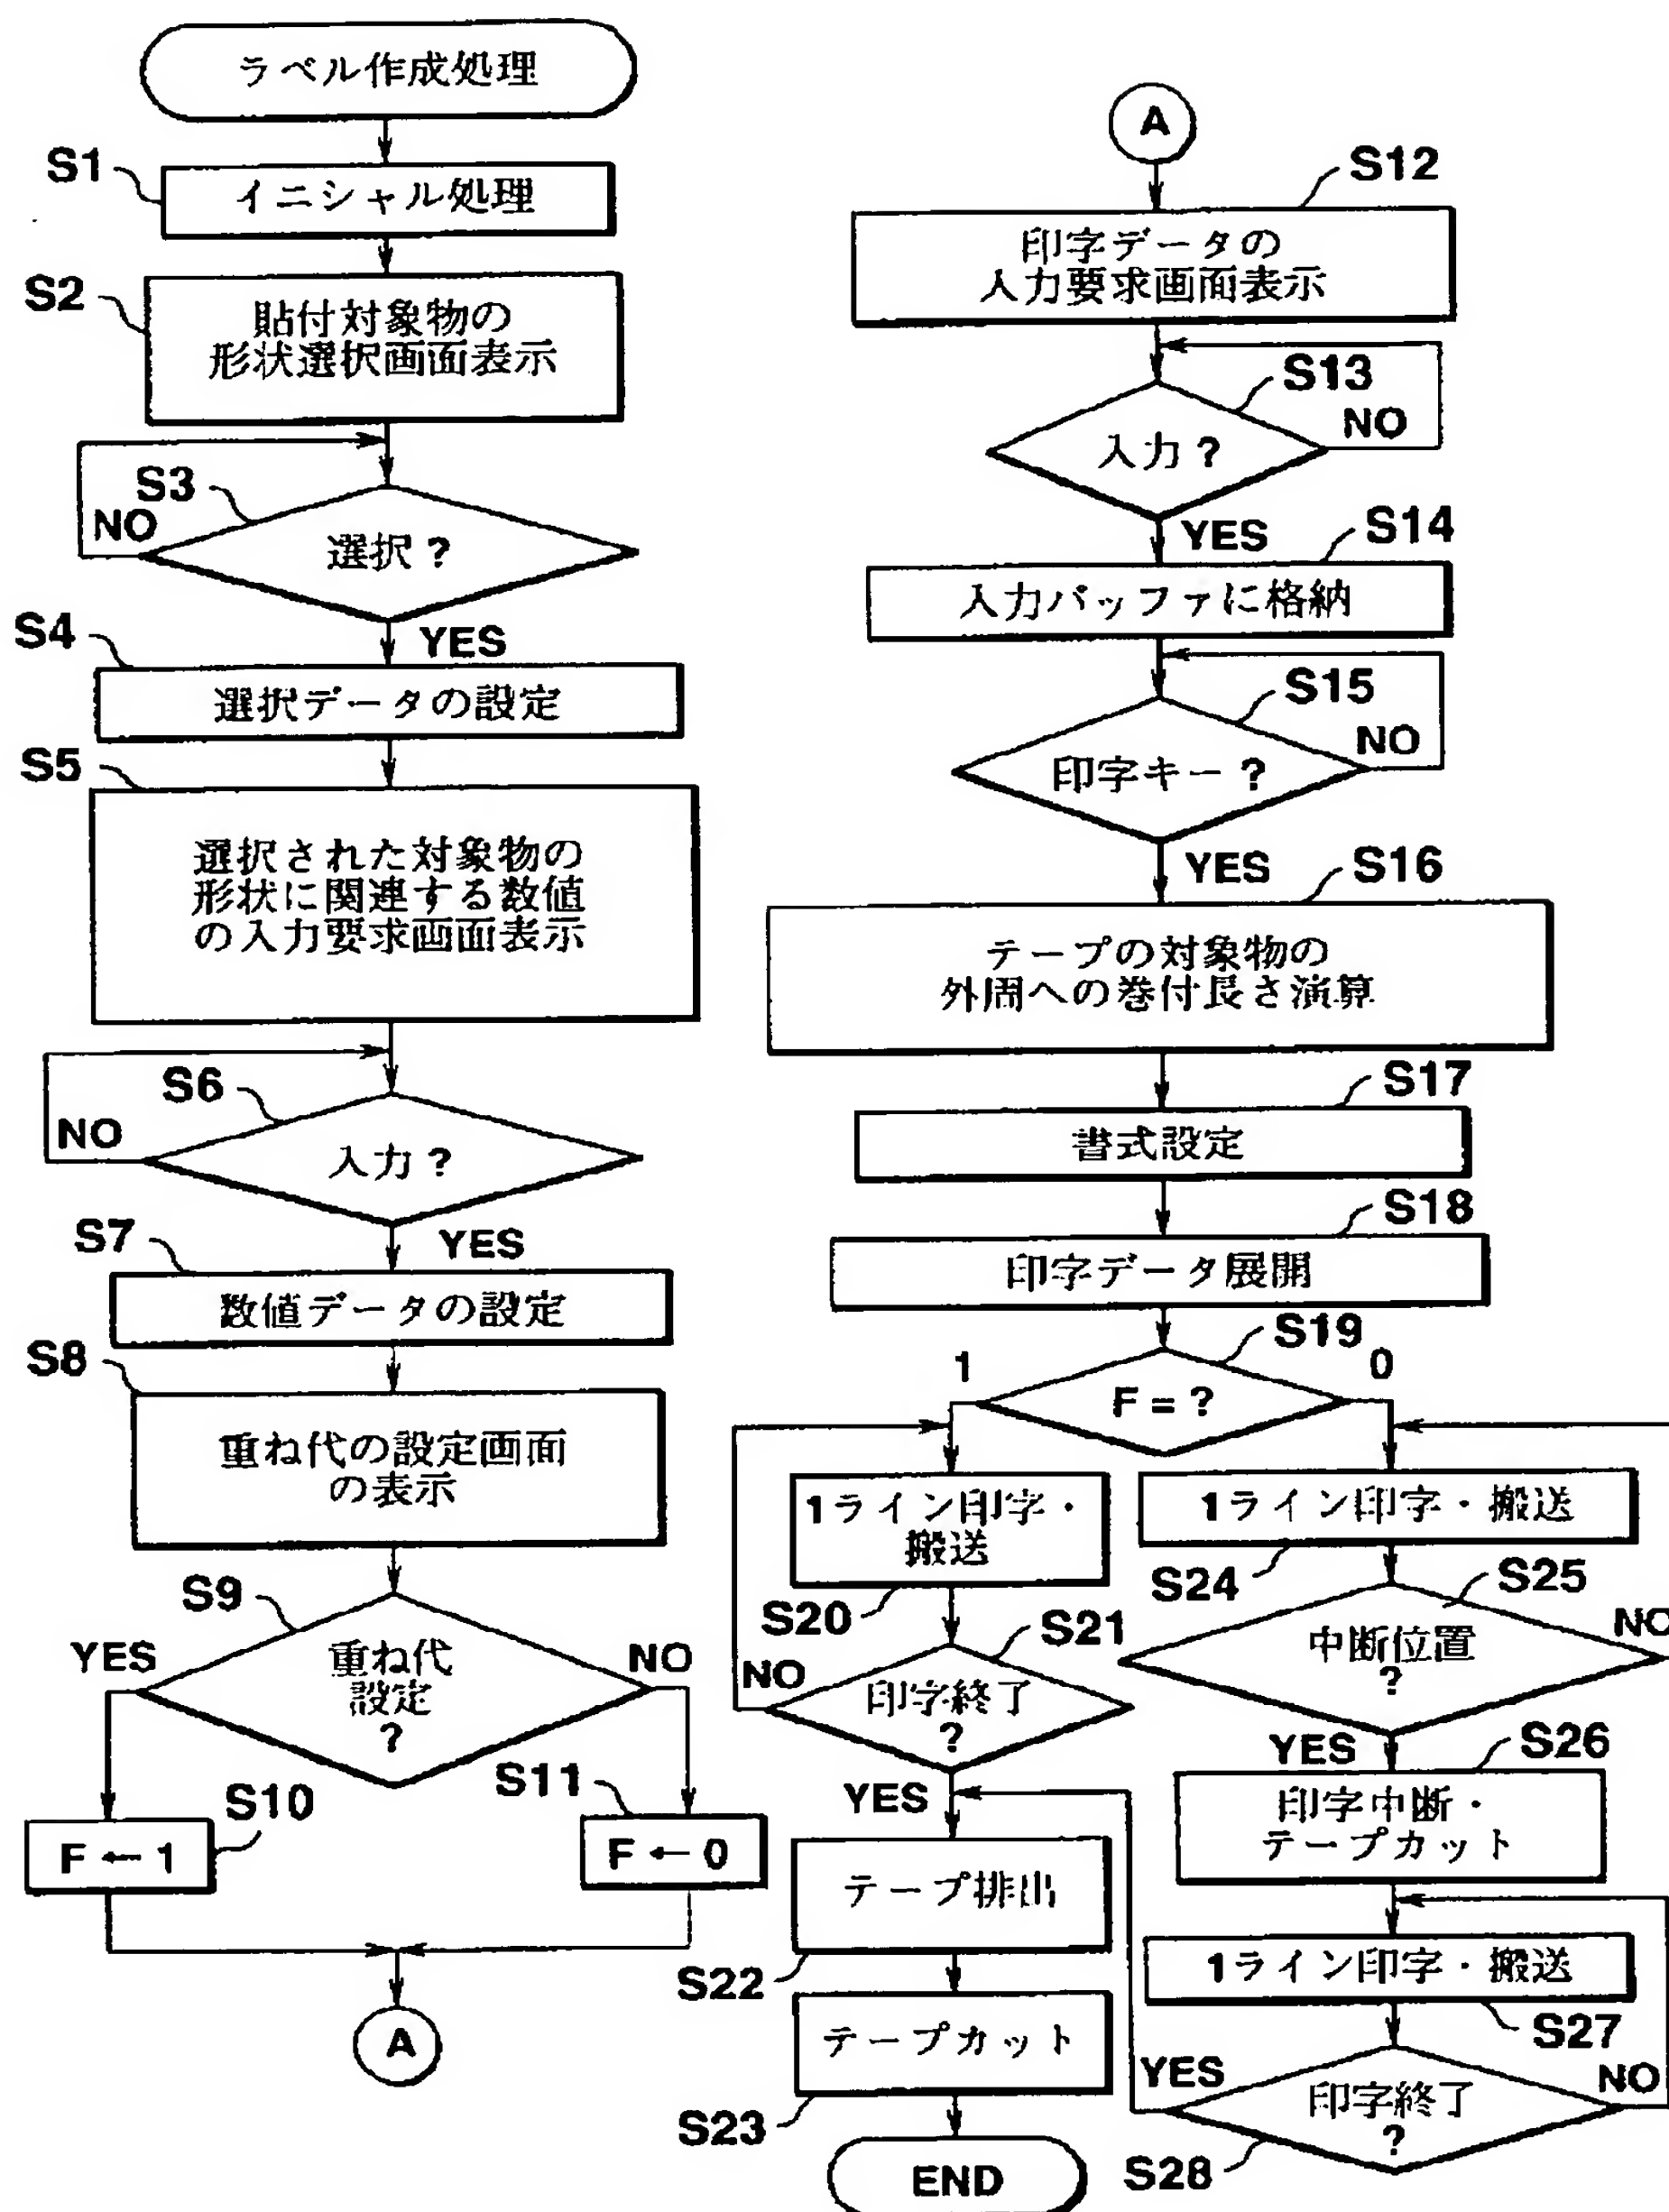 ラベル作成処理
S1
イニシャル処理
S2
貼付対象物の
形状選択画面表示
S3
NO
選択?
YES
S4
選択データの設定
S5
選択された対象物の
形状に関連する数値
の入力要求画面表示
S6
NO
入力?
YES
S7
数値データの設定
S8
重ね代の設定画面
の表示
S9
YES
NO
重ね代
設定
?
S10
F←1
S11
F←0
A
A
S12
印字データの
入力要求画面表示
S13
NO
入力?
YES
S14
入力バッファに格納
S15
NO
印字キー?
YES
S16
テープの対象物の
外周への巻付長さ演算
S17
書式設定
S18
印字データ展開
S19
1
0
F=?
1ライン印字・
搬送
S20
S21
NO
印字終了
?
YES
テープ排出
S22
テープカット
S23
END
1ライン印字・搬送
S24
S25
NO
中断位置
?
YES
S26
印字中断・
テープカット
1ライン印字・搬送
S27
YES
NO
印字終了
?
S28